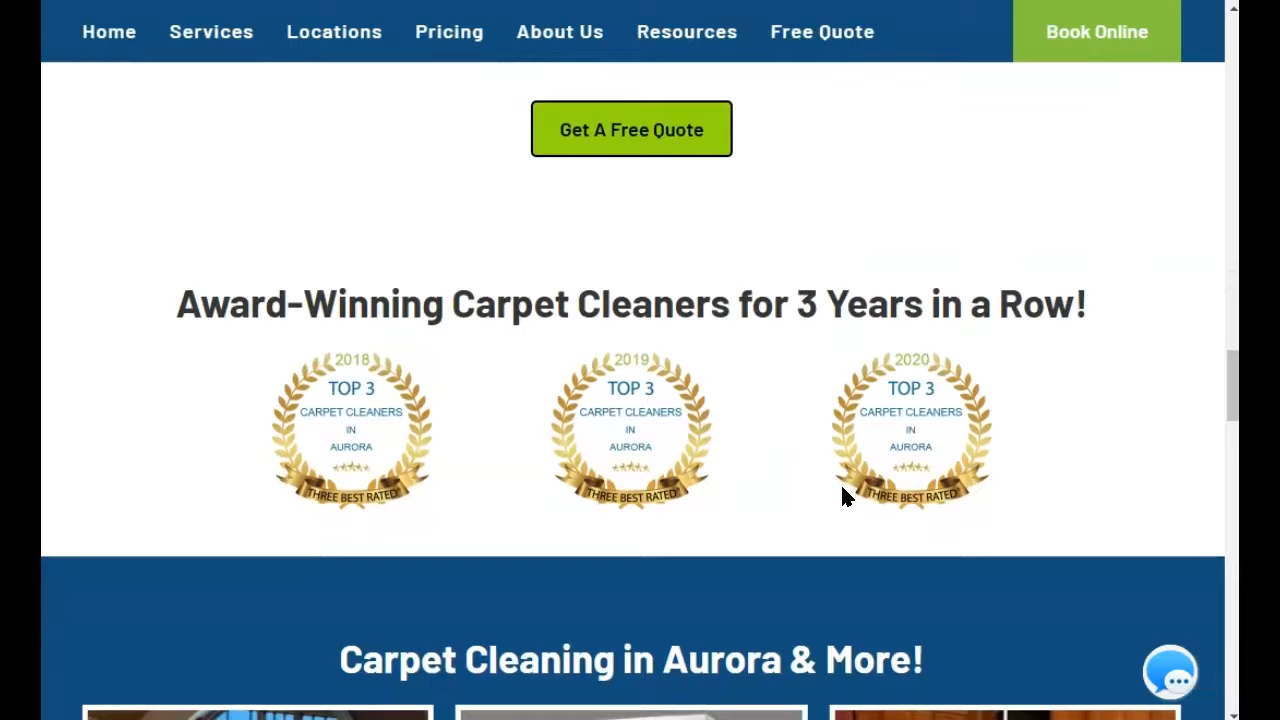 Home Services Locations Pricing About Us Resources Free Quote Book Online
Get A Free Quote
Award-Winning Carpet Cleaners for 3 Years in a Row!
2018
TOP 3
CARPET CLEANERS
IN
AURORA
THREE BEST RATED
2019
TOP 3
CARPET CLEANERS
IN
AURORA
THREE BEST RATED
2020
TOP 3
CARPET CLEANERS
IN
AURORA
THREE BEST RATED
Carpet Cleaning in Aurora & More!